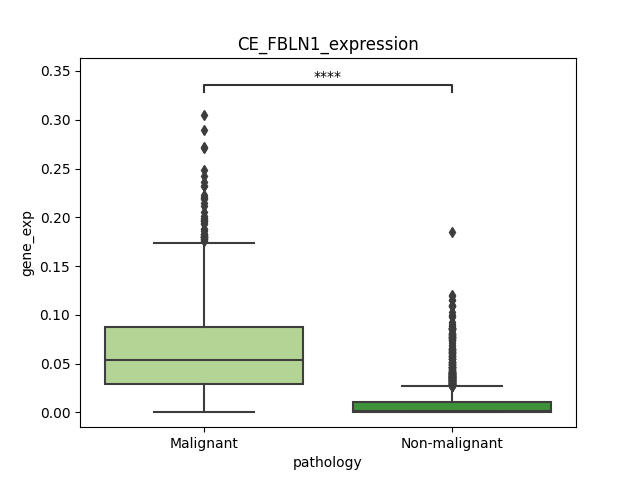 CE_FBLN1_expression
****
gene_exp
0.35
0.30
0.25
0.20
0.15
0.10
0.05
0.00
Malignant
Non-malignant
pathology